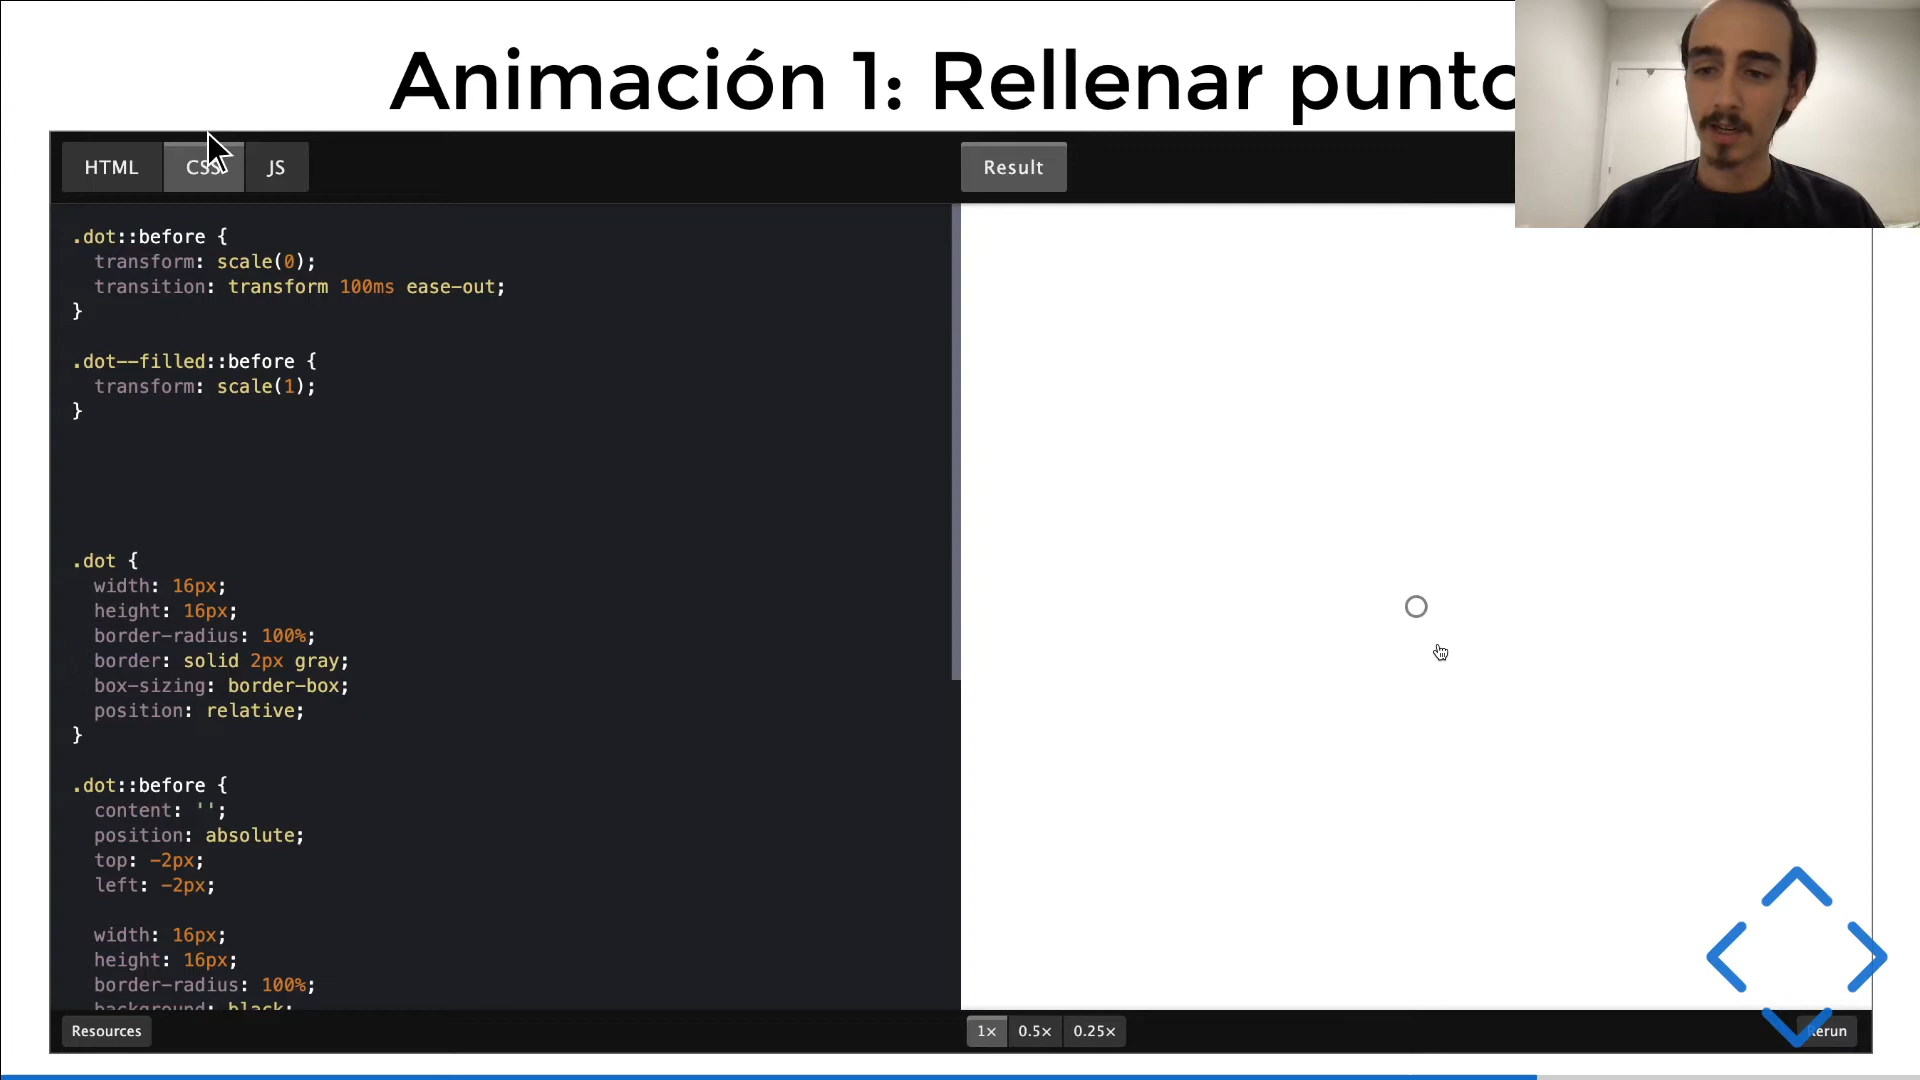 Animación 1: Rellenar punto
HTML
CSS
JS
Result
.dot::before {
  transform: scale(0);
  transition: transform 100ms ease-out;
}
.dot--filled::before {
  transform: scale(1);
}
.dot {
  width: 16px;
  height: 16px;
  border-radius: 100%;
  border: solid 2px gray;
  box-sizing: border-box;
  position: relative;
}
.dot::before {
  content: '';
  position: absolute;
  top: -2px;
  left: -2px;
  width: 16px;
  height: 16px;
  border-radius: 100%;
  background: black;
Resources
1×
0.5×
0.25×
Rerun